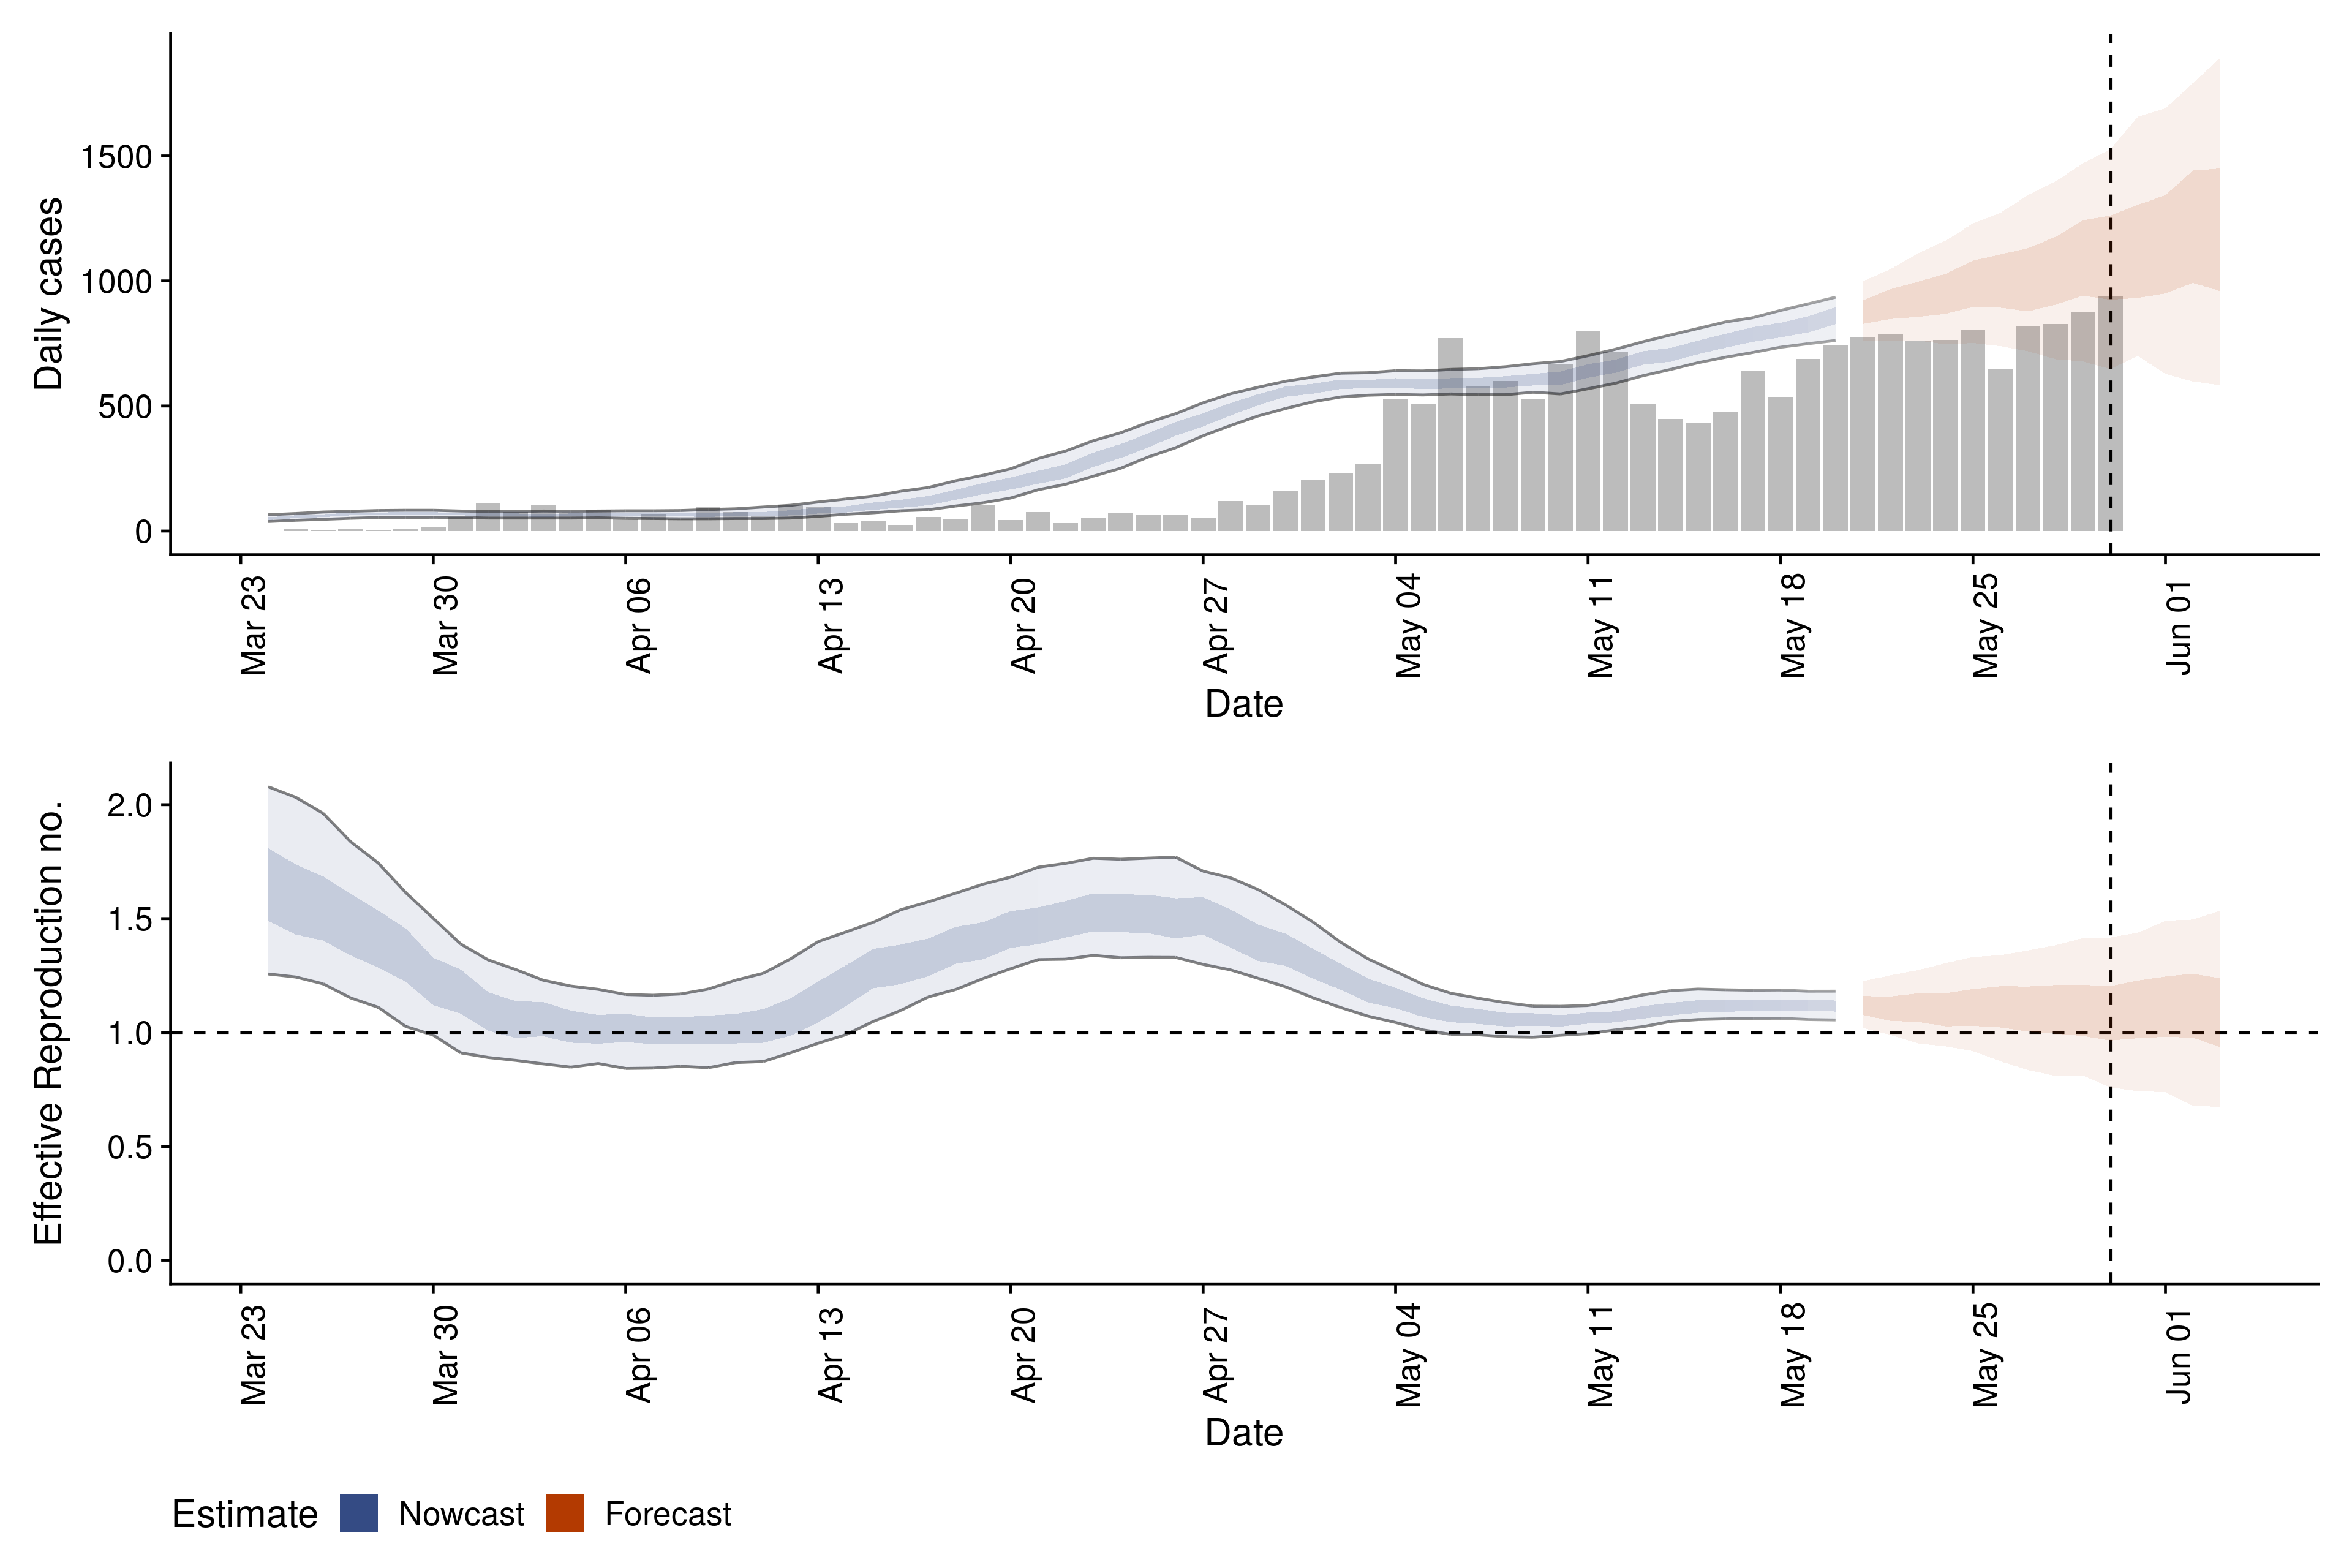 Daily cases
1500
1000
500
0
Mar 23
Mar 30
Apr 06
Apr 13
Apr 20
Apr 27
May 04
May 11
May 18
May 25
Jun 01
Date
Effective Reproduction no.
2.0
1.5
1.0
0.5
0.0
Mar 23
Mar 30
Apr 06
Apr 13
Apr 20
Apr 27
May 04
May 11
May 18
May 25
Jun 01
Date
Estimate Nowcast Forecast